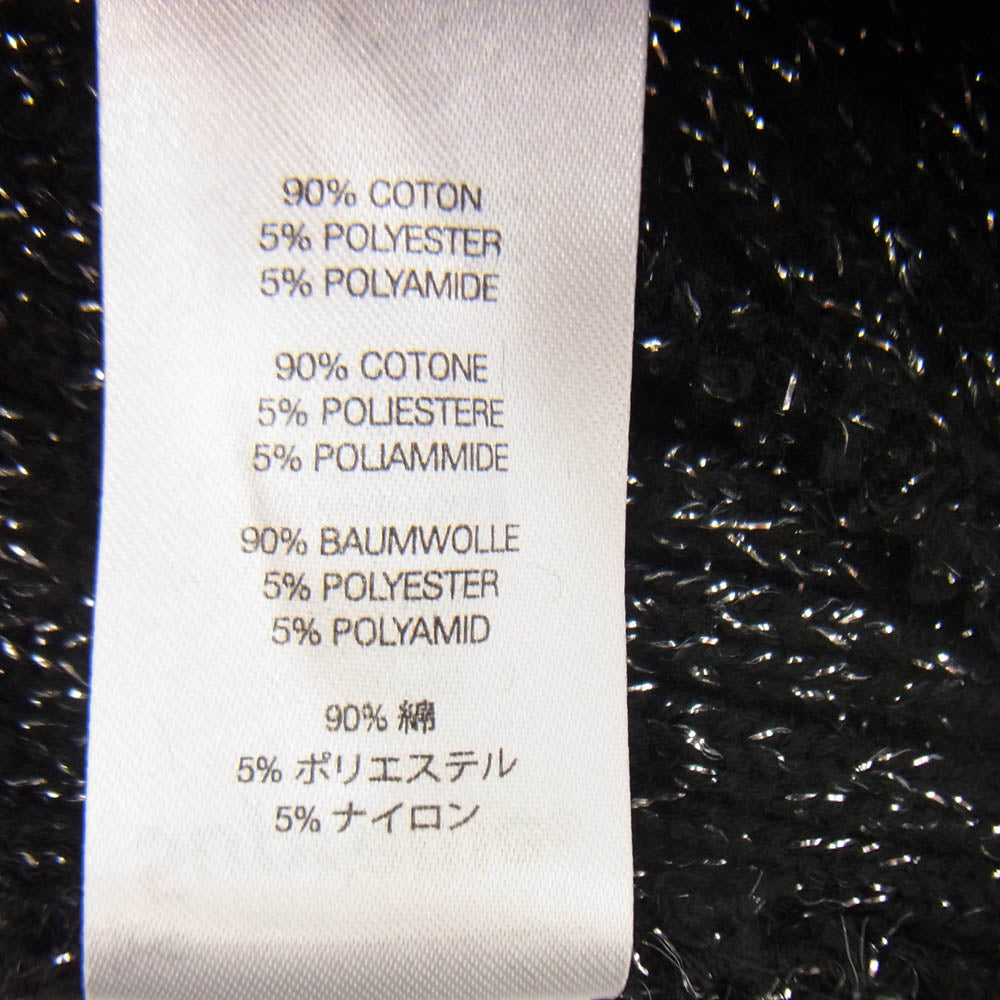 90% COTON
5% POLYESTER
5% POLYAMIDE
90% COTONE
5% POLIESTERE
5% POLIAMMIDE
90% BAUMWOLLE
5% POLYESTER
5% POLYAMID
90% 綿
5% ポリエステル
5% ナイロン